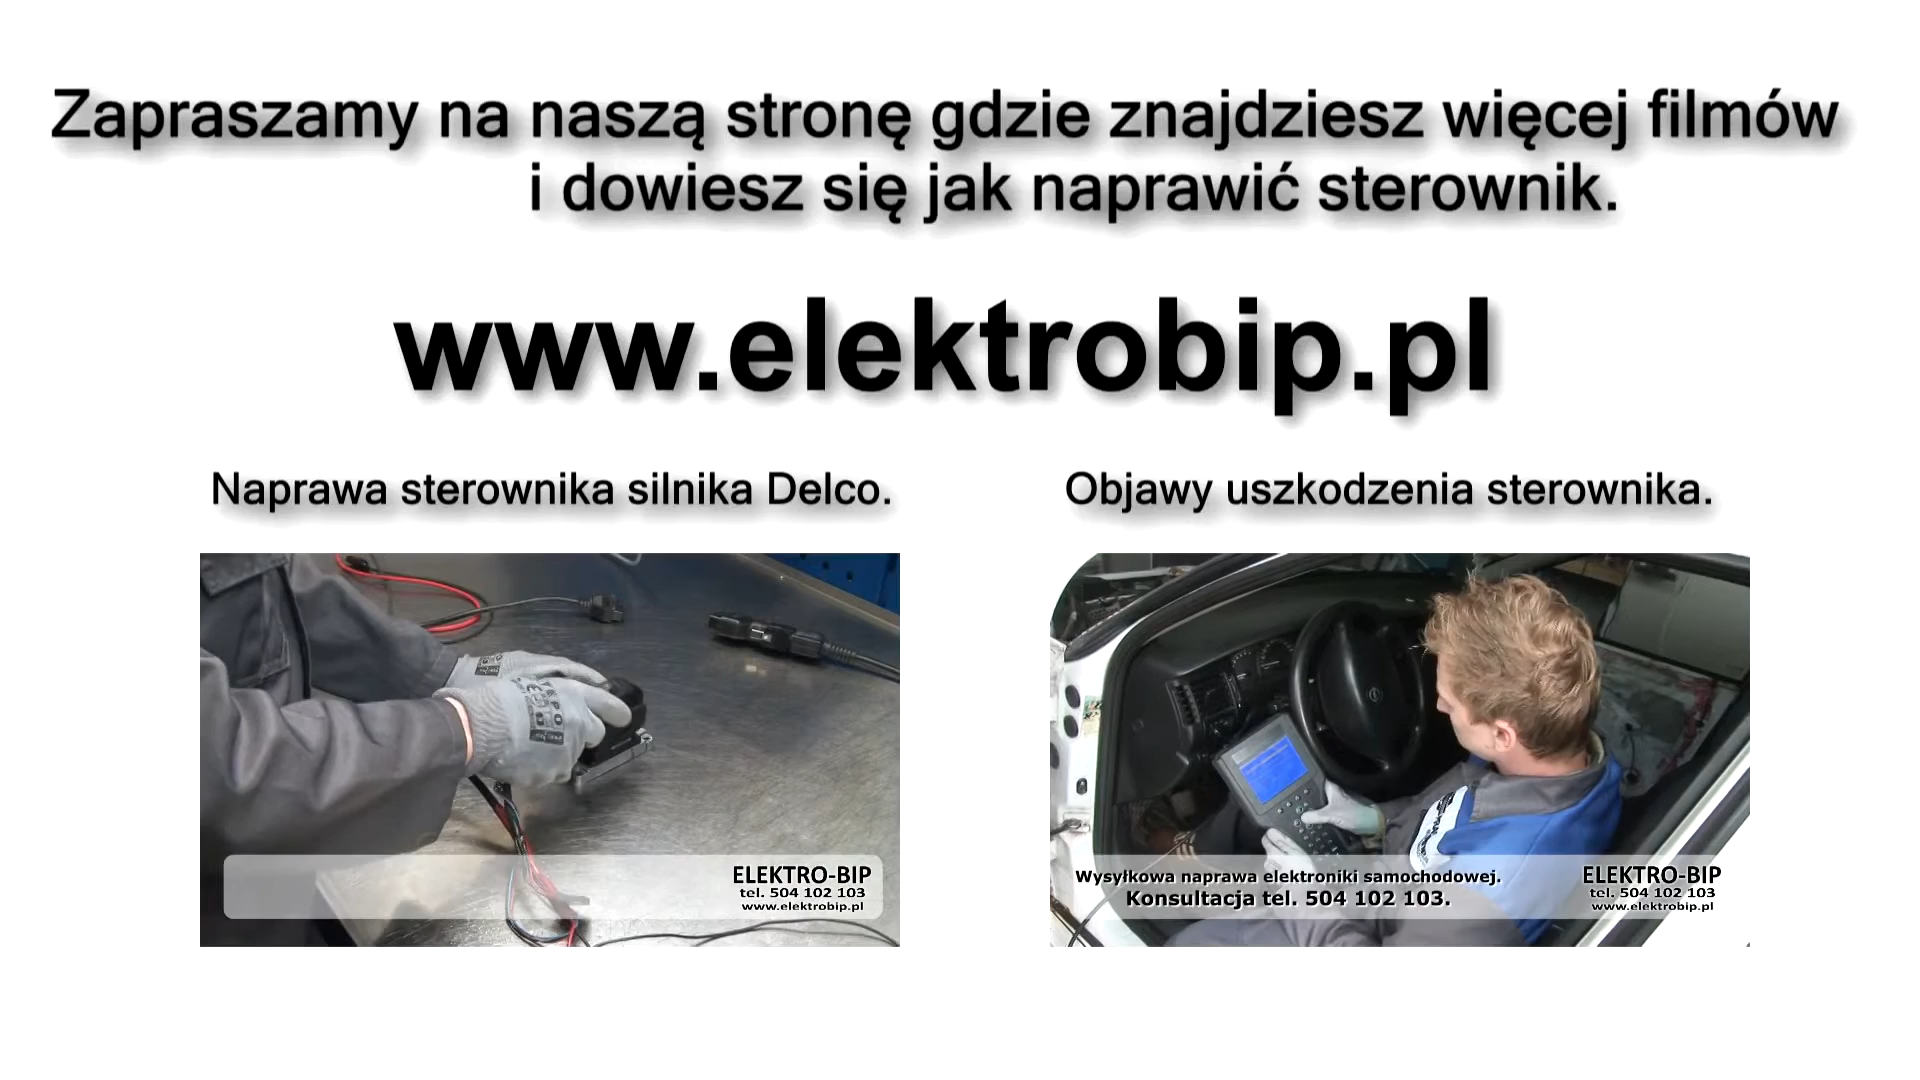 Zapraszamy na naszą stronę gdzie znajdziesz więcej filmów
i dowiesz się jak naprawić sterownik.
www.elektrobip.pl
Naprawa sterownika silnika Delco.
Objawy uszkodzenia sterownika.
ELEKTRO-BIP
tel. 504 102 103
www.elektrobip.pl
Wysyłkowa naprawa elektroniki samochodowej.
Konsultacja tel. 504 102 103.
ELEKTRO-BIP
tel. 504 102 103
www.elektrobip.pl